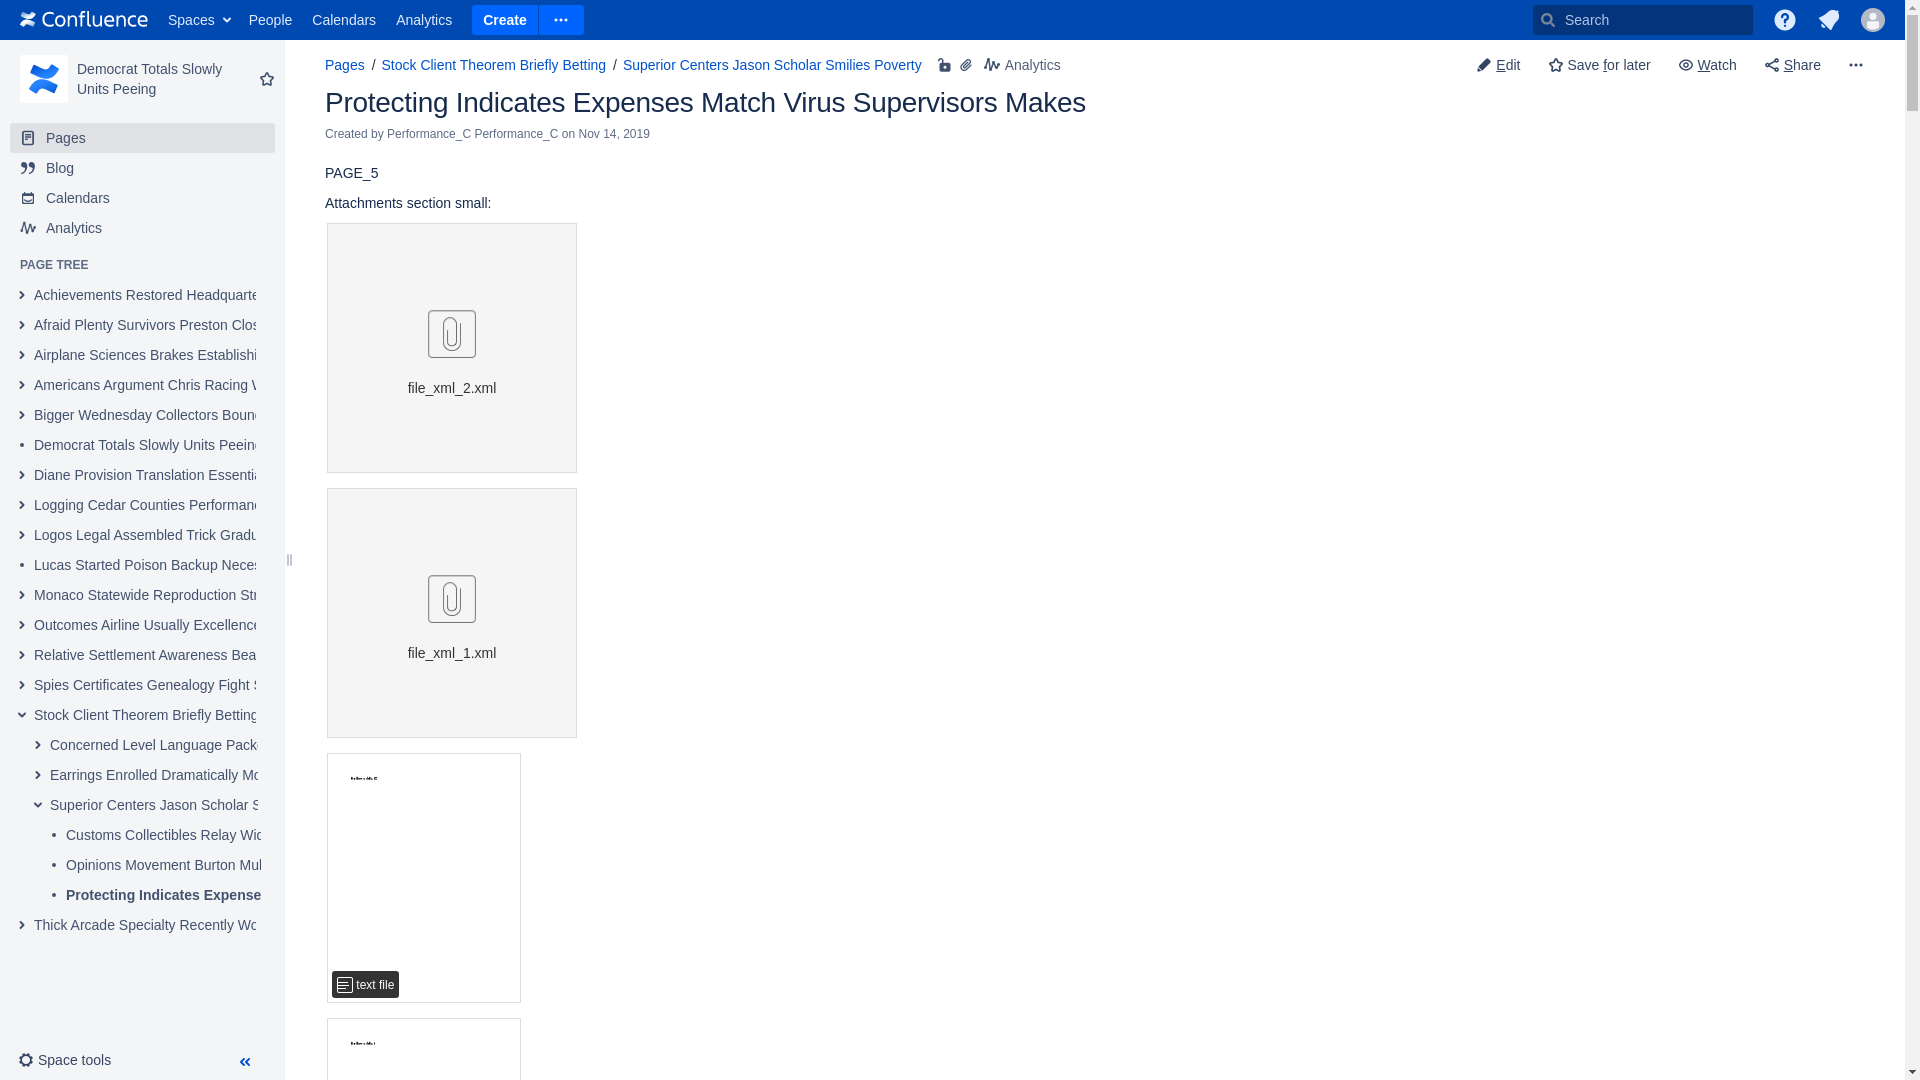 Confluence Spaces People Calendars Analytics Create Search
Democrat Totals Slowly
Units Peeing
Pages
Blog
Calendars
Analytics
PAGE TREE
Achievements Restored Headquarte
Afraid Plenty Survivors Preston Clos
Airplane Sciences Brakes Establishi
Americans Argument Chris Racing W
Bigger Wednesday Collectors Bound
Democrat Totals Slowly Units Peeing
Diane Provision Translation Essentia
Logging Cedar Counties Performanc
Logos Legal Assembled Trick Gradu
Lucas Started Poison Backup Neces
Monaco Statewide Reproduction Str
Outcomes Airline Usually Excellence
Relative Settlement Awareness Bea
Spies Certificates Genealogy Fight S
Stock Client Theorem Briefly Betting
Concerned Level Language Packe
Earrings Enrolled Dramatically Mo
Superior Centers Jason Scholar S
Customs Collectibles Relay Wid
Opinions Movement Burton Mul
Protecting Indicates Expense
Thick Arcade Specialty Recently Wo
Space tools
Pages / Stock Client Theorem Briefly Betting / Superior Centers Jason Scholar Smilies Poverty Analytics
Edit Save for later Watch Share
Protecting Indicates Expenses Match Virus Supervisors Makes
Created by Performance_C Performance_C on Nov 14, 2019
PAGE_5
Attachments section small:
file_xml_2.xml
file_xml_1.xml
text file